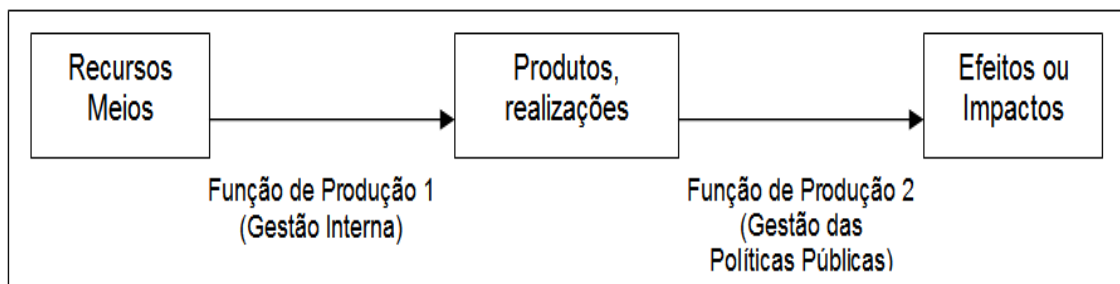 Recursos
Meios
Produtos,
realizações
Efeitos ou
Impactos
Função de Produção 1
(Gestão Interna)
Função de Produção 2
(Gestão das
Políticas Públicas)